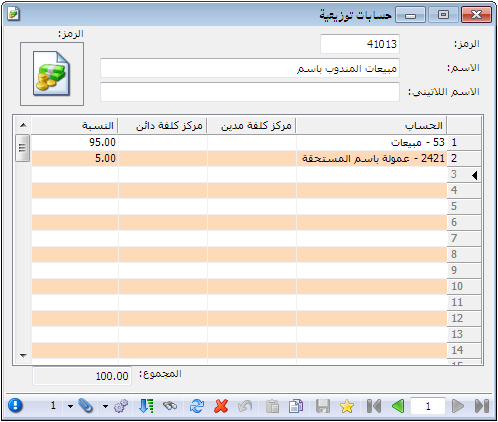 حسابات توزيعية
الرمز: 41013
الرمز:
الاسم: مبيعات المندوب باسم
الاسم اللاتيني:
الحساب مركز كلفة مدين مركز كلفة دائن النسبة
1 53 - مبيعات 95.00
2 2421 - عمولة باسم المستحقة 5.00
3
4
5
6
7
8
9
10
11
12
13
14
المجموع: 100.00
1 1